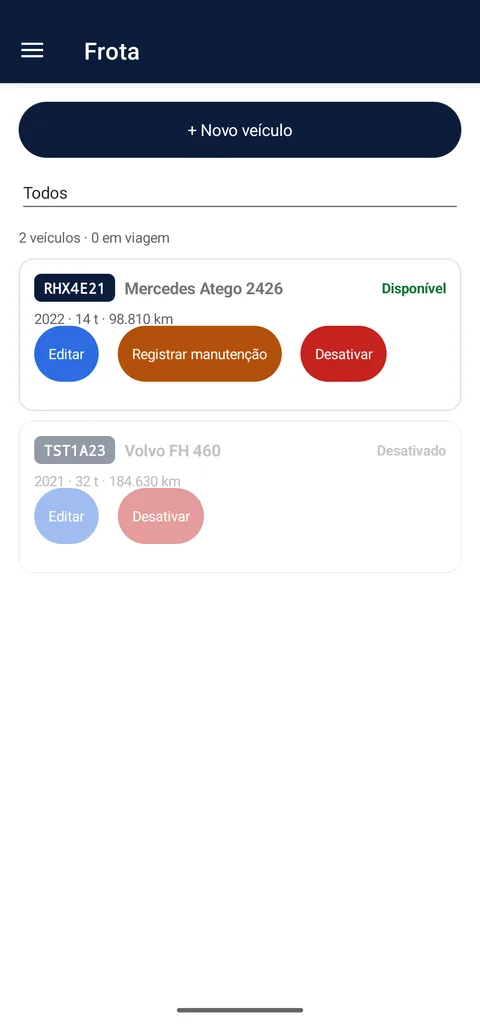 Frota
+ Novo veículo
Todos
2 veículos · 0 em viagem
RHX4E21 Mercedes Atego 2426 Disponível
2022 · 14 t · 98.810 km
Editar Registrar manutenção Desativar
TST1A23 Volvo FH 460 Desativado
2021 · 32 t · 184.630 km
Editar Desativar